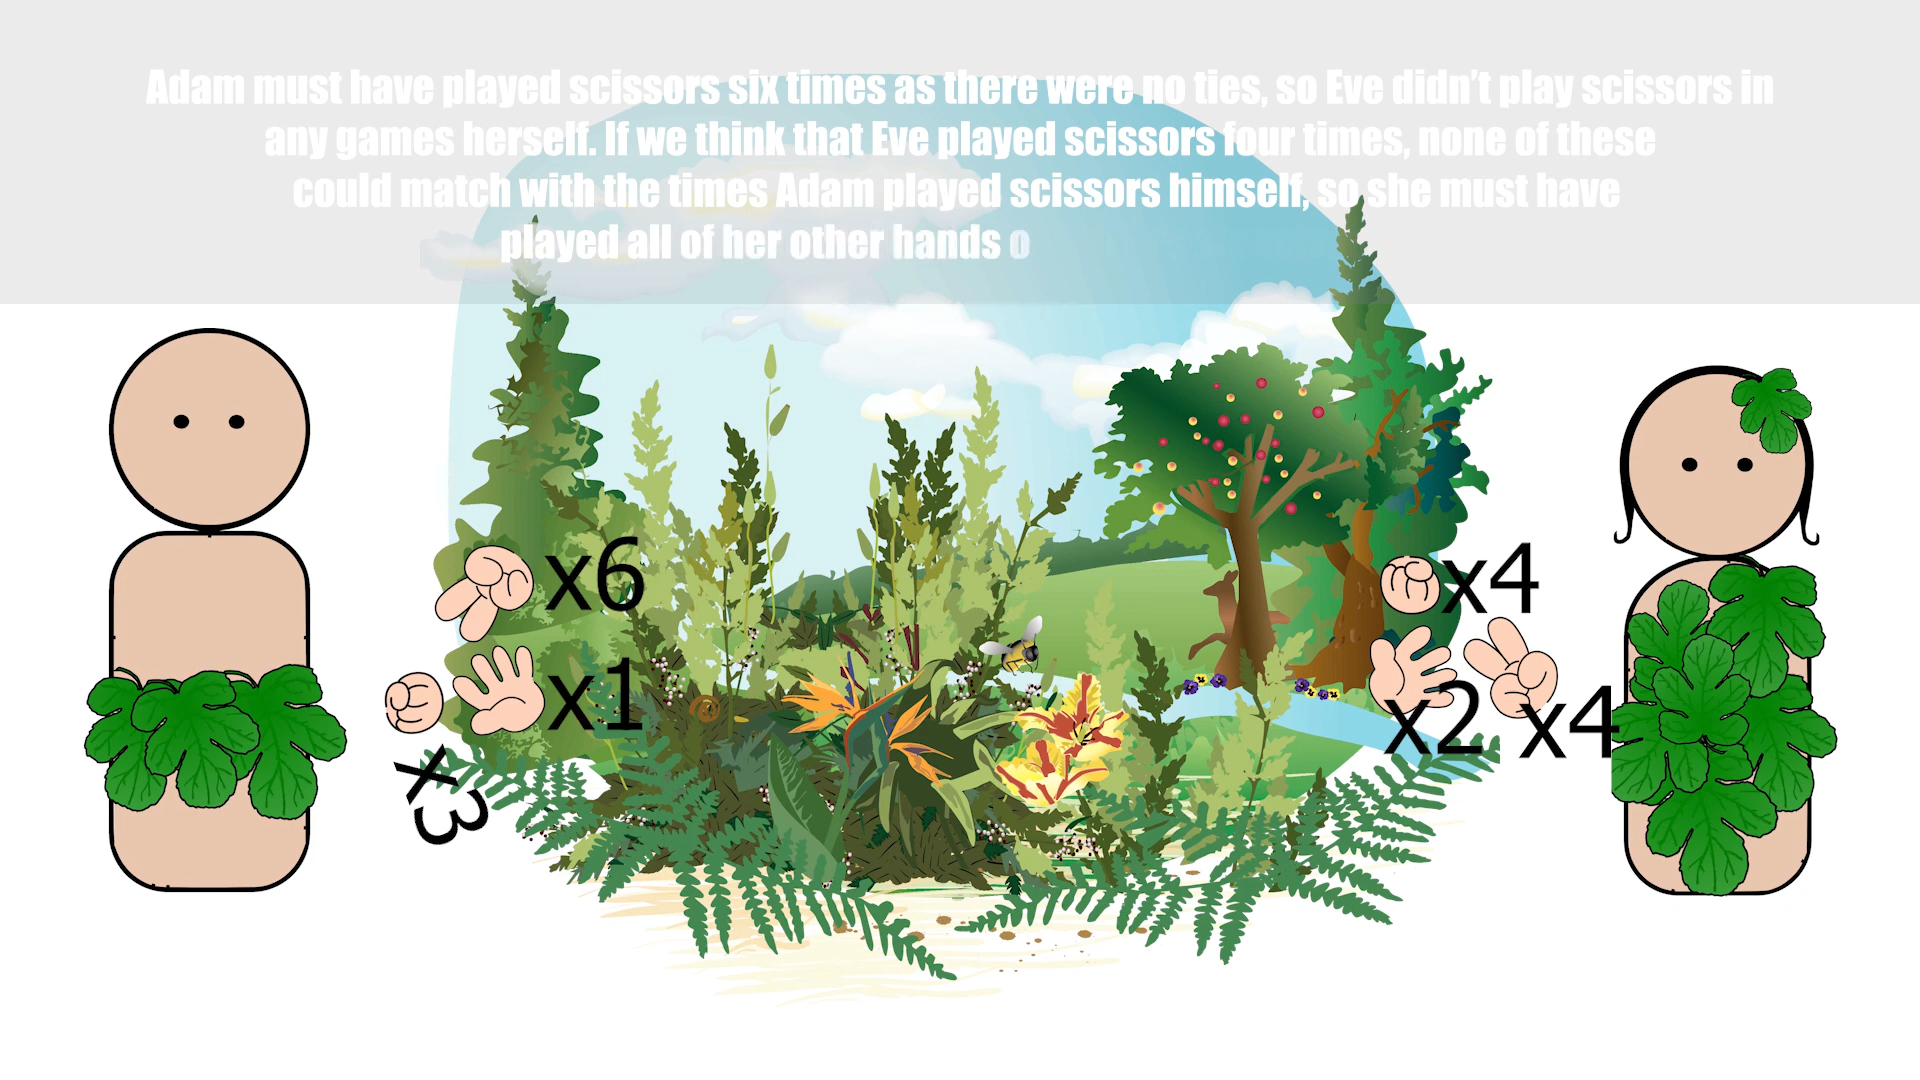 Adam must have played scissors six times as there were no ties, so Eve didn't play scissors in
any games herself. If we think that Eve played scissors four times, none of these
could match with the times Adam played scissors himself, so she must have
played all of her other hands o
x6
x4
x1
x2
x4
x3